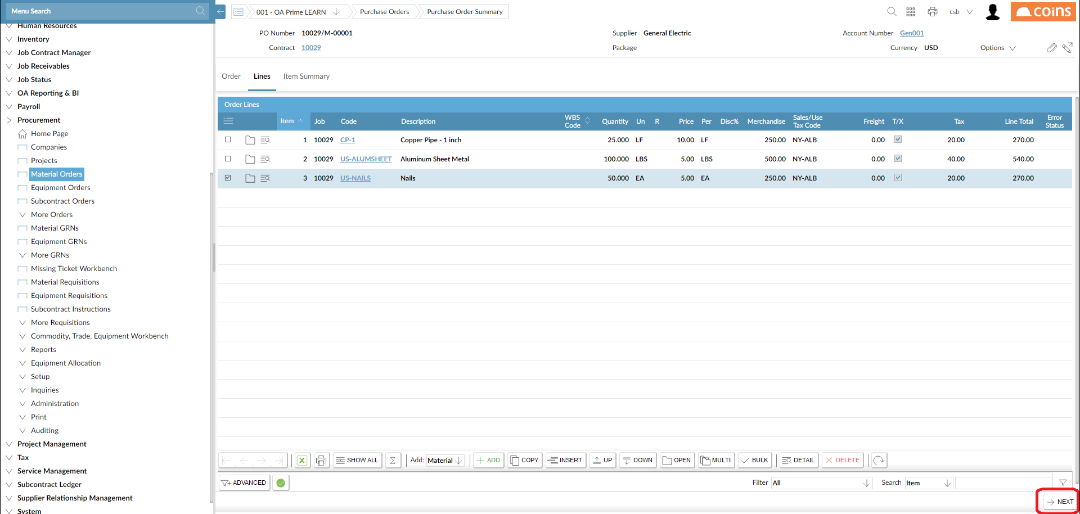 Menu Search
001 - OA Prime LEARN
Purchase Orders
Purchase Order Summary
csb
coins
PO Number 10029/M-00001
Supplier General Electric
Account Number Gen001
Contract 10029
Package
Currency USD
Options
Order
Lines
Item Summary
Human Resources
Inventory
Job Contract Manager
Job Receivables
Job Status
OA Reporting & BI
Payroll
Procurement
Home Page
Companies
Projects
Material Orders
Equipment Orders
Subcontract Orders
More Orders
Material GRNs
Equipment GRNs
More GRNs
Missing Ticket Workbench
Material Requisitions
Equipment Requisitions
Subcontract Instructions
More Requisitions
Commodity, Trade, Equipment Workbench
Reports
Equipment Allocation
Setup
Inquiries
Administration
Print
Auditing
Project Management
Tax
Service Management
Subcontract Ledger
Supplier Relationship Management
System
Order Lines
Item Job Code Description WBS Code Quantity Un R Price Per Disc% Merchandise Sales/Use Tax Code Freight T/X Tax Line Total Error Status
1 10029 CP-1 Copper Pipe - 1 inch 25.000 LF 10.00 LF 250.00 NY-ALB 0.00 20.00 270.00
2 10029 US-ALUMSHEET Aluminum Sheet Metal 100.000 LBS 5.00 LBS 500.00 NY-ALB 0.00 40.00 540.00
3 10029 US-NAILS Nails 50.000 EA 5.00 EA 250.00 NY-ALB 0.00 20.00 270.00
SHOW ALL Add: Material ADD COPY INSERT UP DOWN OPEN MULTI BULK DETAIL DELETE
ADVANCED Filter All Search Item
NEXT